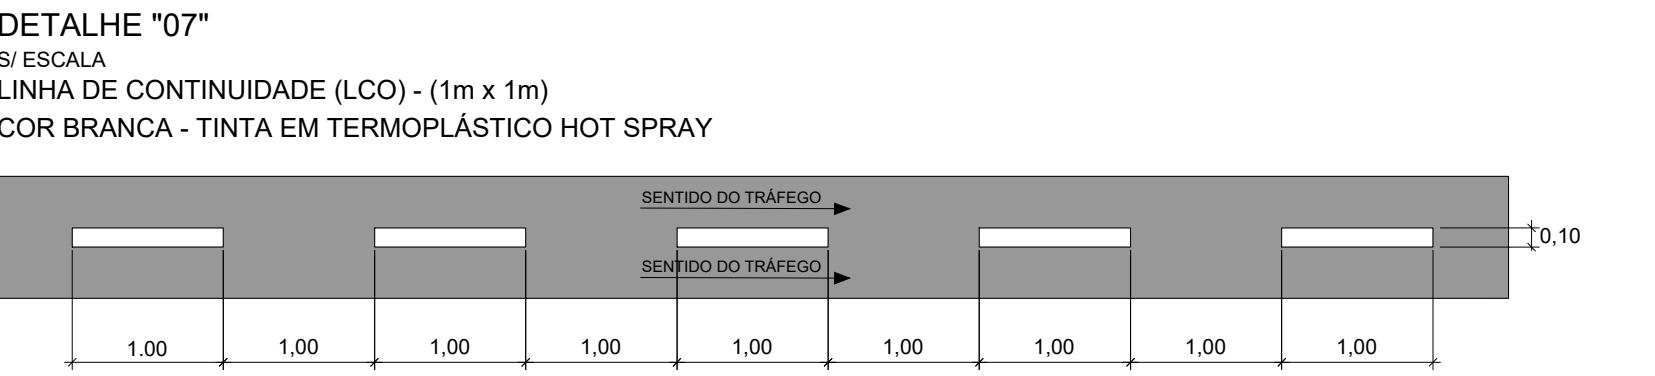 DETALHE "07"
S/ ESCALA
LINHA DE CONTINUIDADE (LCO) - (1m x 1m)
COR BRANCA - TINTA EM TERMOPLÁSTICO HOT SPRAY
SENTIDO DO TRÁFEGO
0,10
SENTIDO DO TRÁFEGO
1.00 1,00 1,00 1,00 1,00 1,00 1,00 1,00 1,00